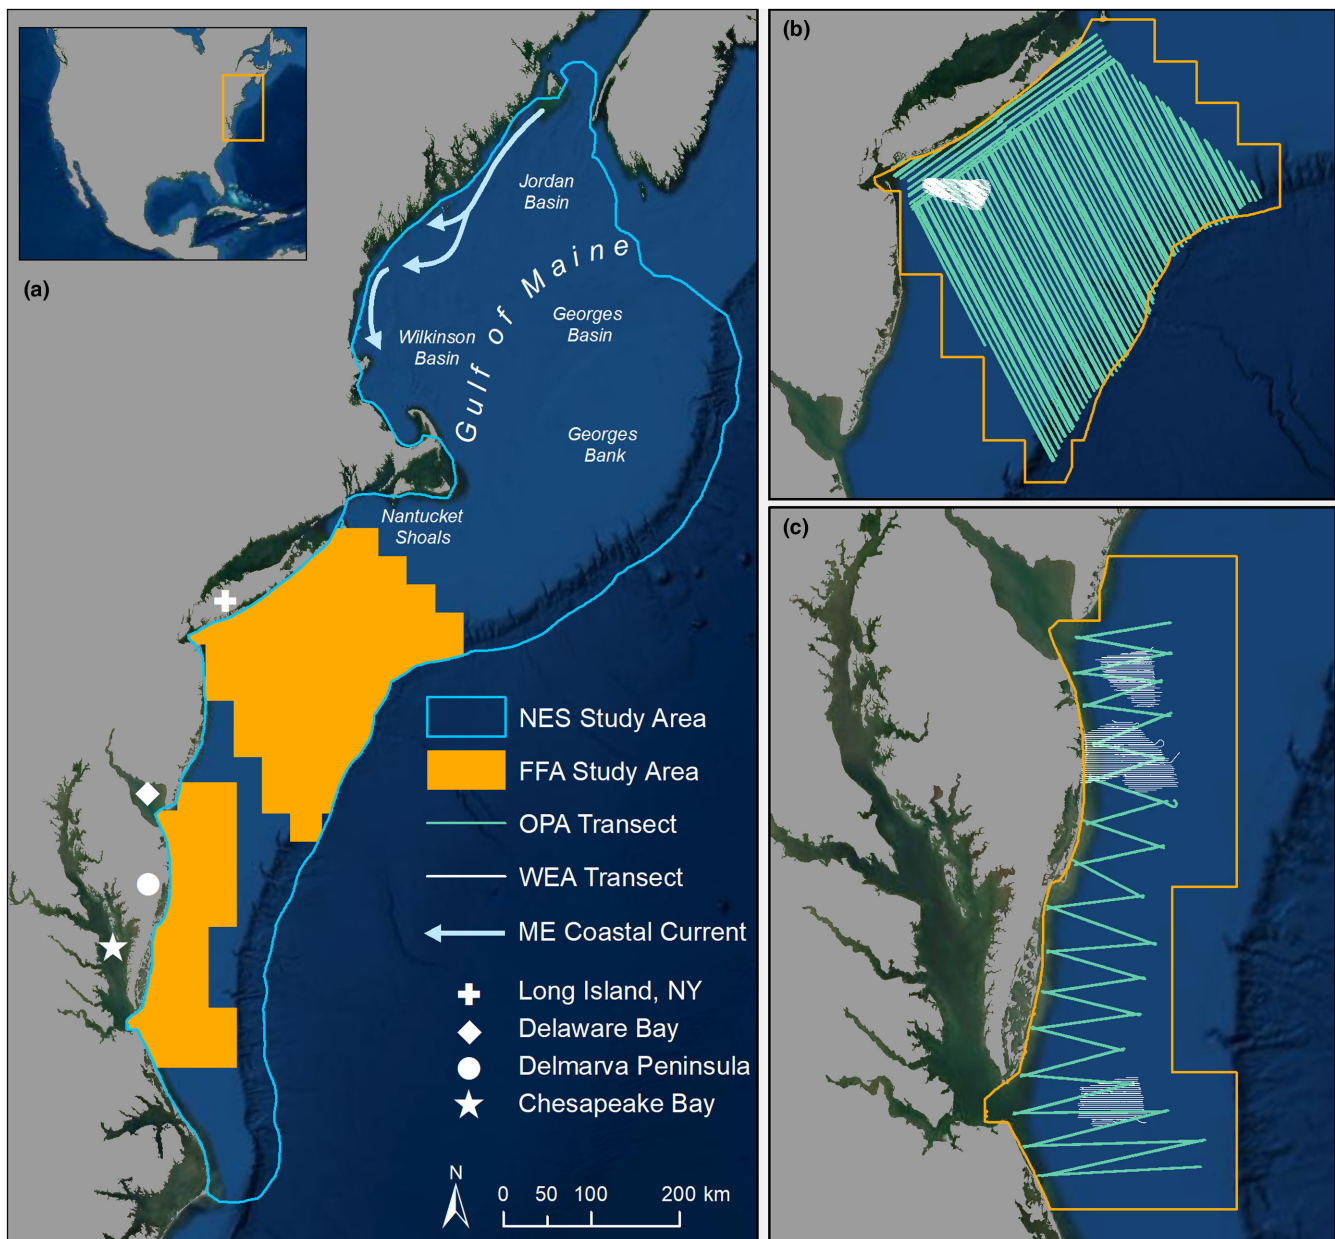 (a)
Jordan
Basin
Gulf of Maine
Georges
Basin
Wilkinson
Basin
Georges
Bank
Nantucket
Shoals
NES Study Area
FFA Study Area
OPA Transect
WEA Transect
ME Coastal Current
Long Island, NY
Delaware Bay
Delmarva Peninsula
Chesapeake Bay
N
0 50 100 200 km
(b)
(c)